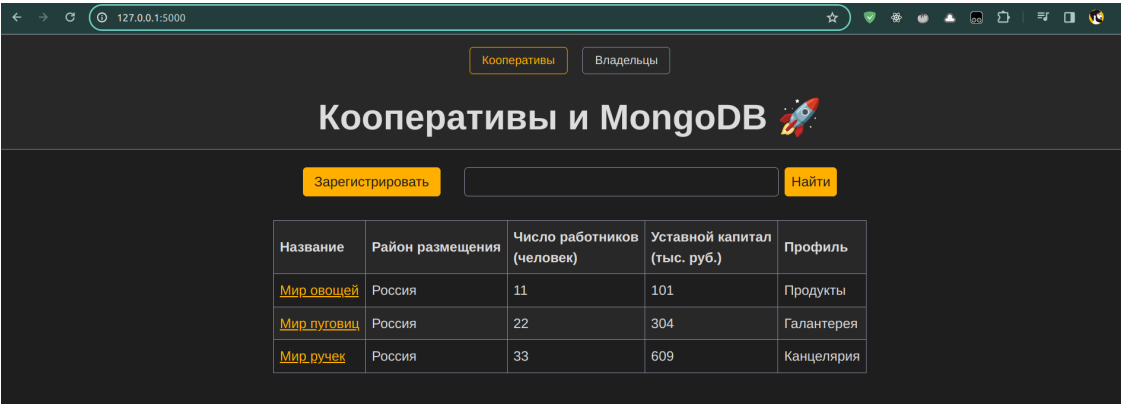 127.0.0.1:5000
Кооперативы Владельцы
Кооперативы и MongoDB 🚀
Зарегистрировать Найти
Название Район размещения Число работников (человек) Уставной капитал (тыс. руб.) Профиль
Мир овощей Россия 11 101 Продукты
Мир пуговиц Россия 22 304 Галантерея
Мир ручек Россия 33 609 Канцелярия